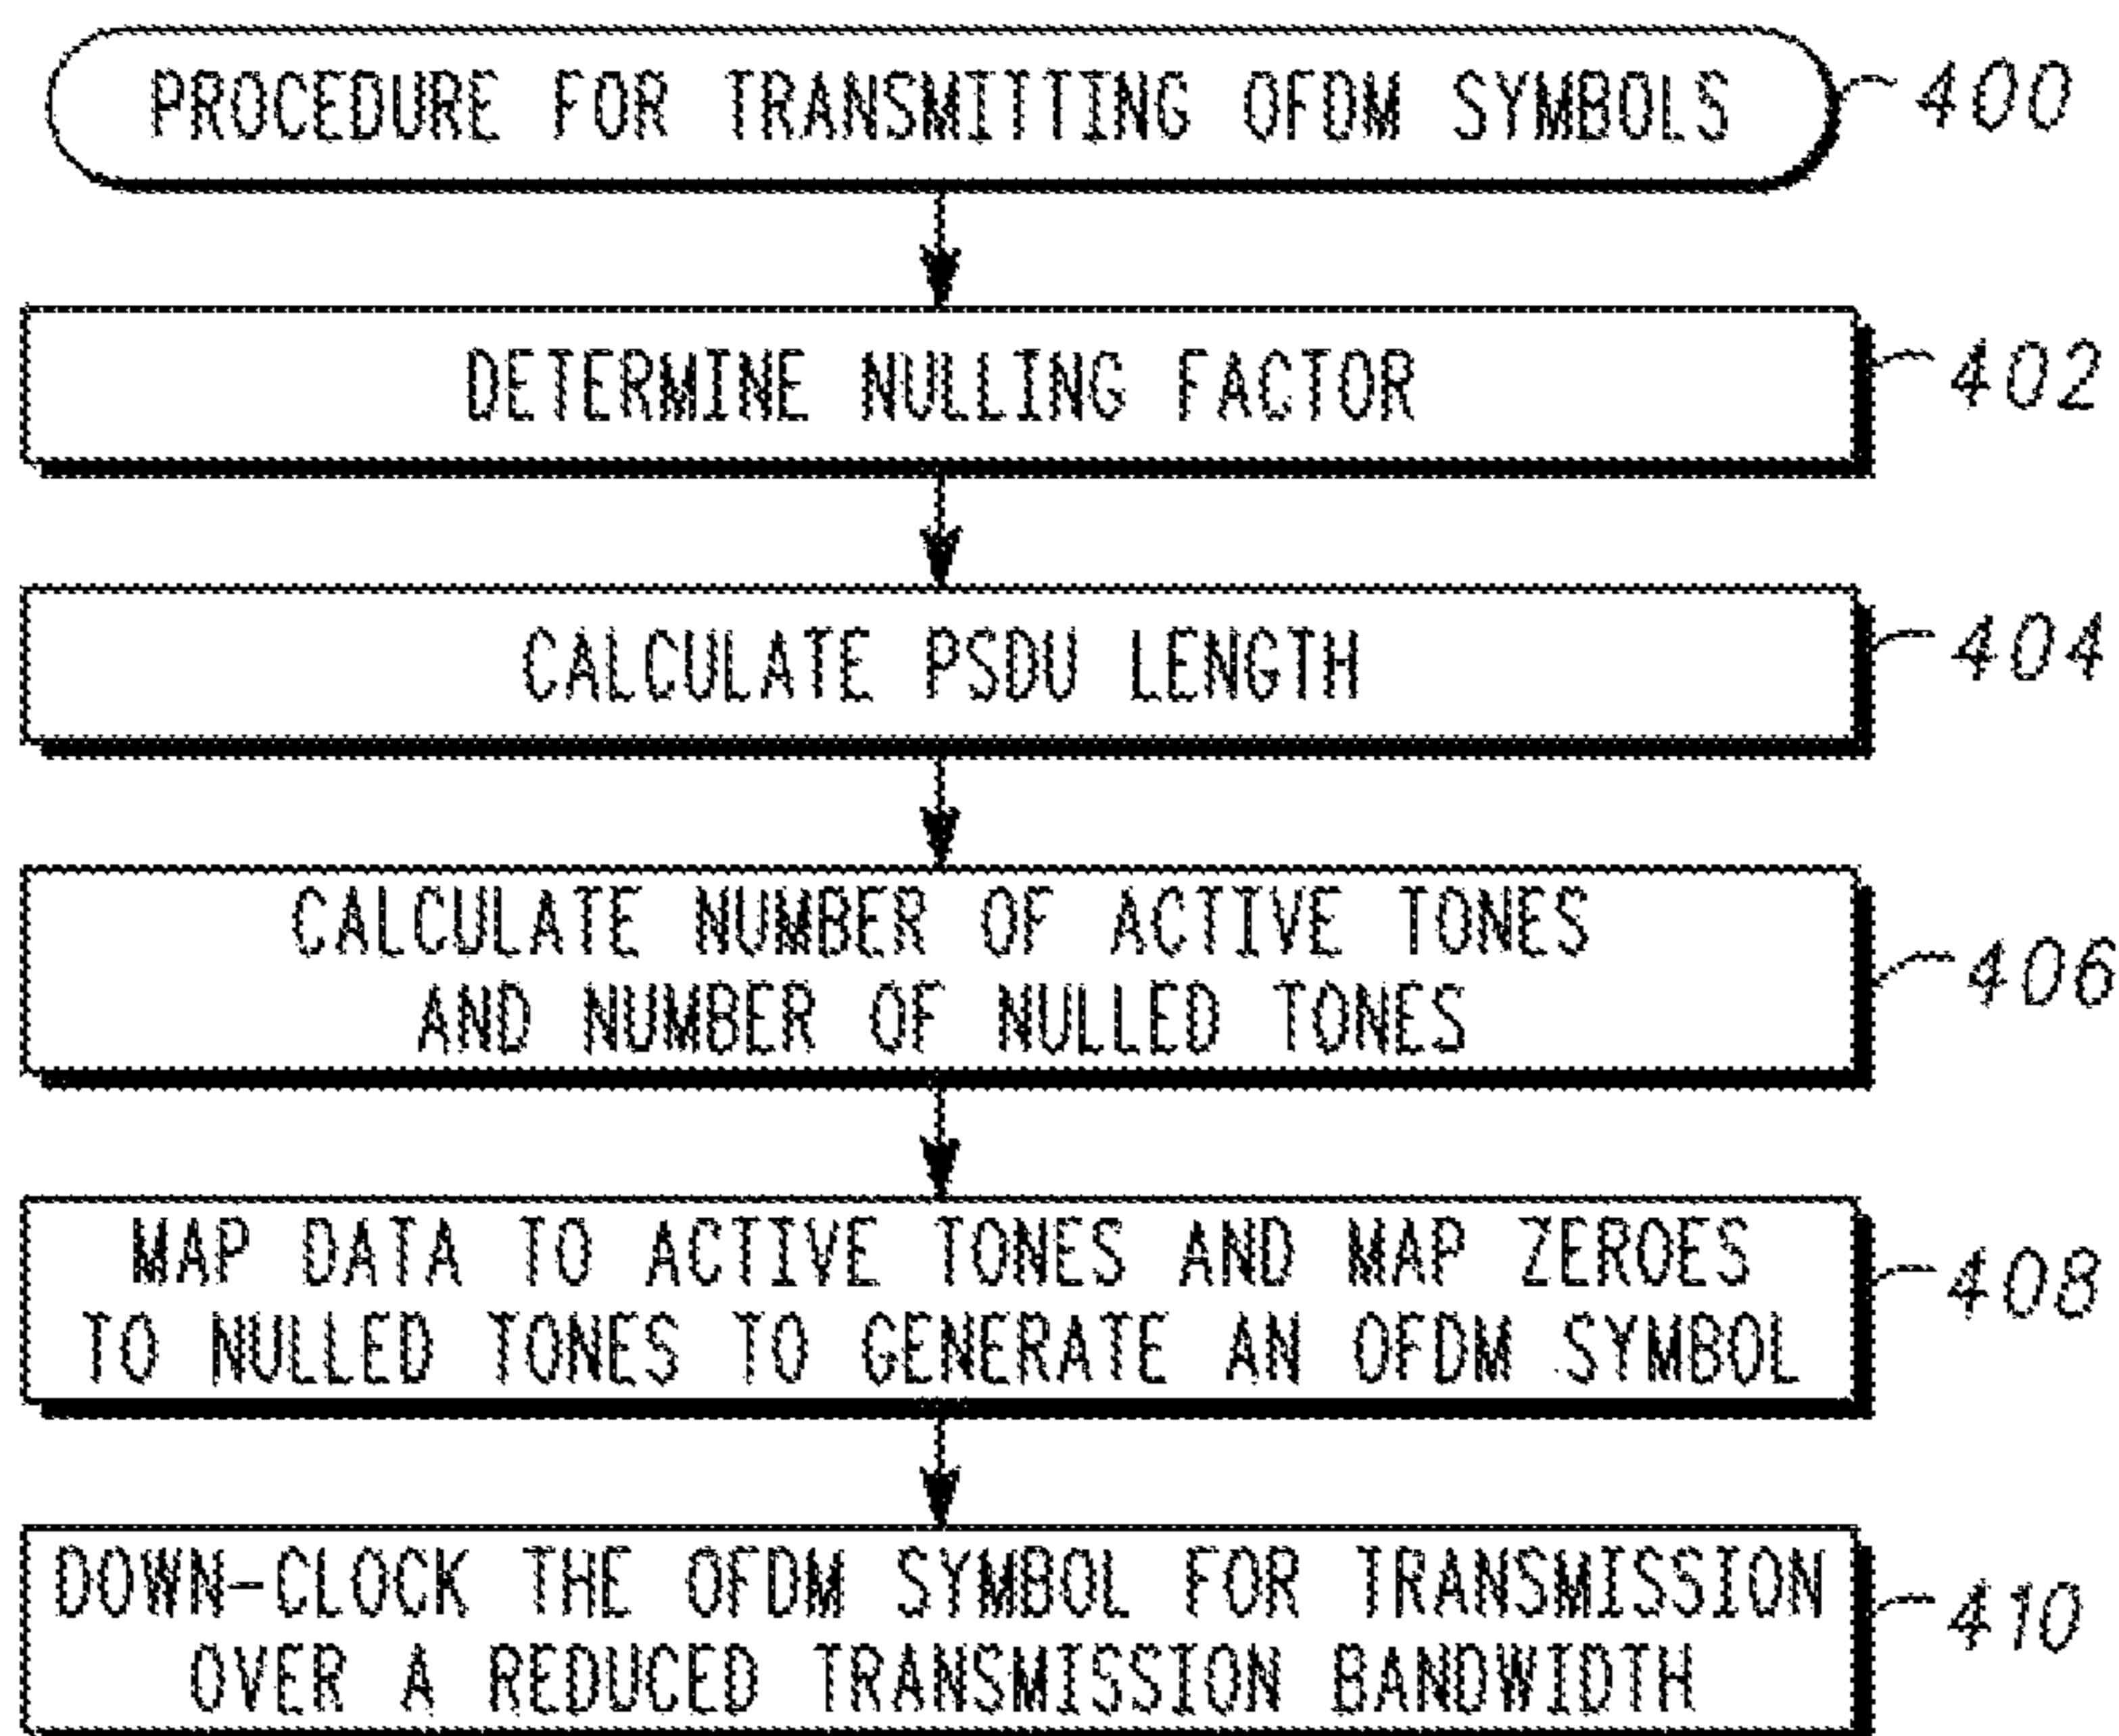 PROCEDURE FOR TRANSMITTING OFDM SYMBOLS 400
DETERMINE NULLING FACTOR 402
CALCULATE PSDU LENGTH 404
CALCULATE NUMBER OF ACTIVE TONES
AND NUMBER OF NULLED TONES 406
MAP DATA TO ACTIVE TONES AND MAP ZEROES
TO NULLED TONES TO GENERATE AN OFDM SYMBOL 408
DOWN-CLOCK THE OFDM SYMBOL FOR TRANSMISSION
OVER A REDUCED TRANSMISSION BANDWIDTH 410